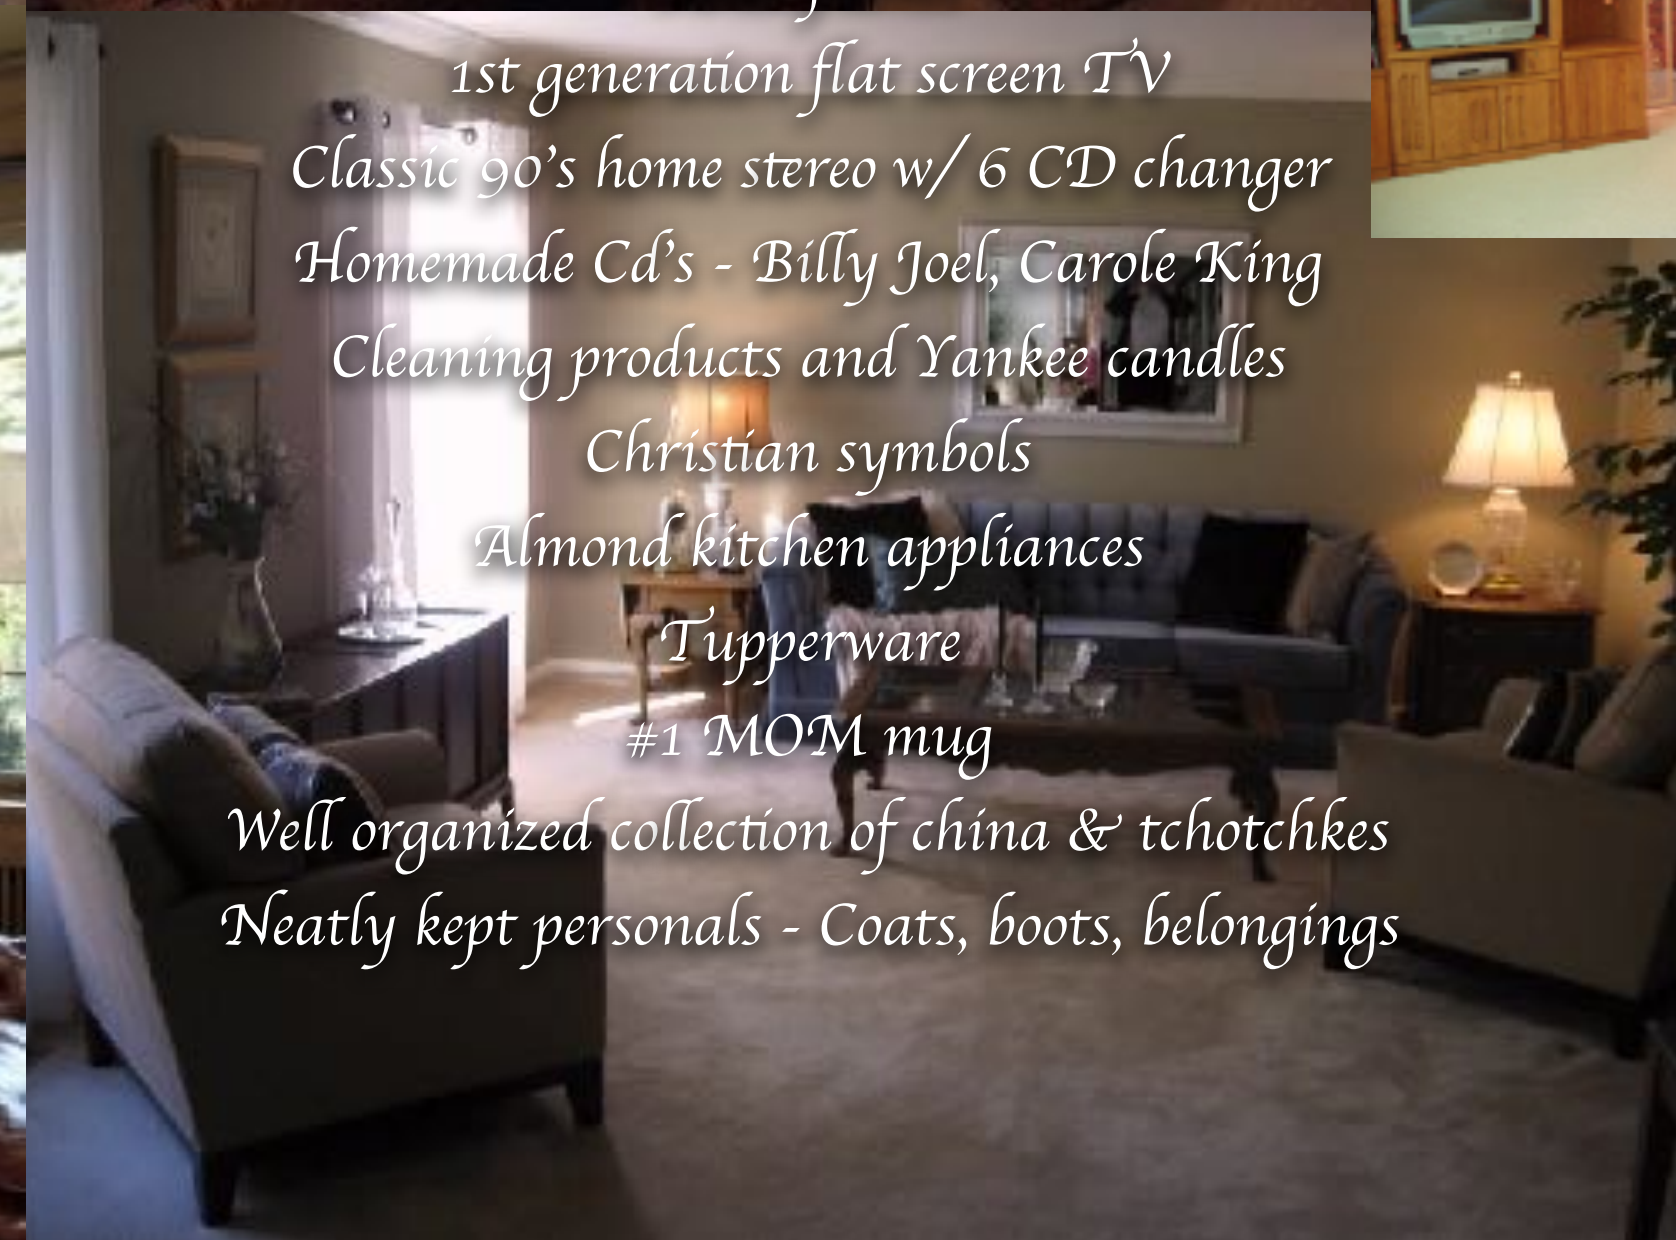 1st generation flat screen TV
Classic 90's home stereo w/ 6 CD changer
Homemade Cd's - Billy Joel, Carole King
Cleaning products and Yankee candles
Christian symbols
Almond kitchen appliances
Tupperware
#1 MOM mug
Well organized collection of china & tchotchkes
Neatly kept personals - Coats, boots, belongings